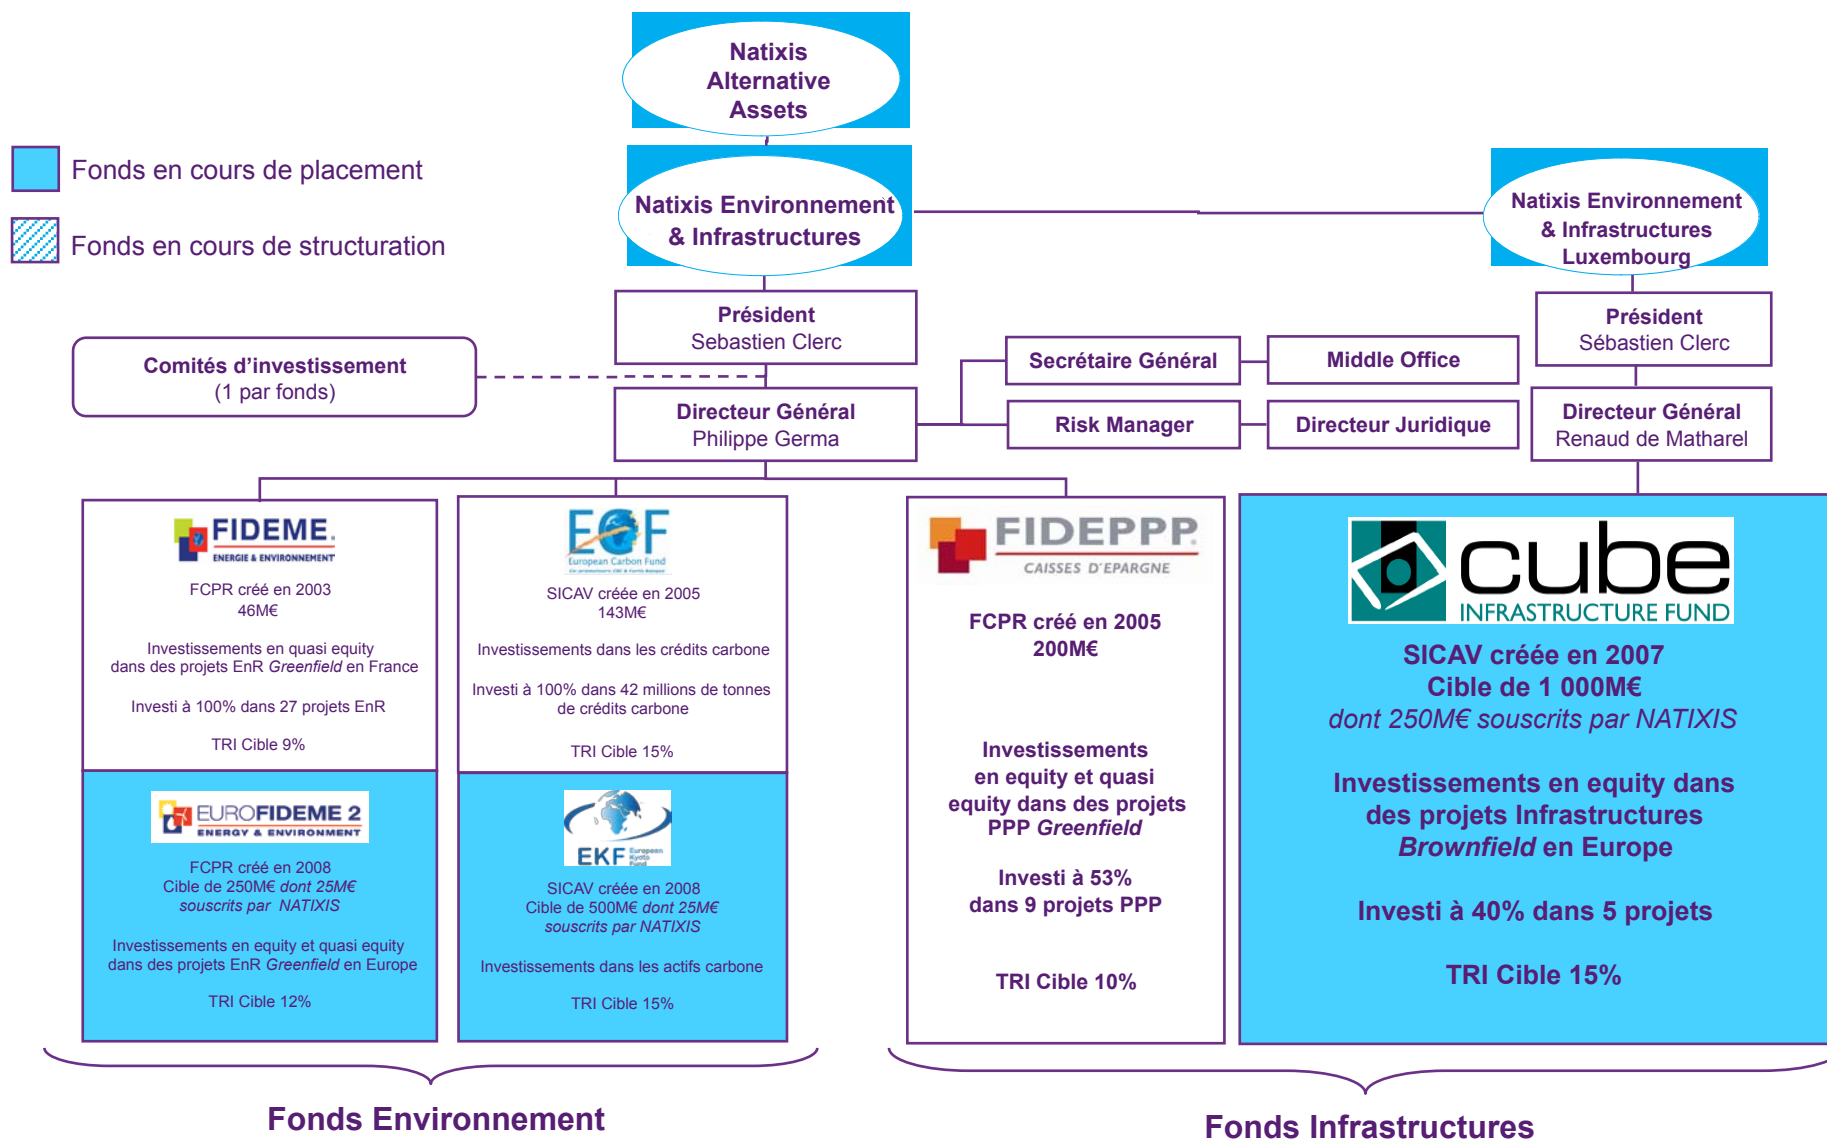 Natixis
Alternative
Assets
Fonds en cours de placement
Fonds en cours de structuration
Natixis Environnement
& Infrastructures
Natixis Environnement
& Infrastructures
Luxembourg
Président
Sebastien Clerc
Président
Sébastien Clerc
Comités d'investissement
(1 par fonds)
Secrétaire Général
Middle Office
Directeur Général
Philippe Germa
Risk Manager
Directeur Juridique
Directeur Général
Renaud de Matharel
FIDEME
ENERGIE & ENVIRONNEMENT
FCPR créé en 2003
46M€
Investissements en quasi equity
dans des projets EnR Greenfield en France
Investi à 100% dans 27 projets EnR
TRI Cible 9%
ECF
European Carbon Fund
SICAV créée en 2005
143M€
Investissements dans les crédits carbone
Investi à 100% dans 42 millions de tonnes
de crédits carbone
TRI Cible 15%
FIDEPPP
CAISSES D'EPARGNE
FCPR créé en 2005
200M€
Investissements
en equity et quasi
equity dans des projets
PPP Greenfield
Investi à 53%
dans 9 projets PPP
TRI Cible 10%
cube
INFRASTRUCTURE FUND
SICAV créée en 2007
Cible de 1 000M€
dont 250M€ souscrits par NATIXIS
Investissements en equity dans
des projets Infrastructures
Brownfield en Europe
Investi à 40% dans 5 projets
TRI Cible 15%
EUROFIDEME 2
ENERGY & ENVIRONMENT
FCPR créé en 2008
Cible de 250M€ dont 25M€
souscrits par NATIXIS
Investissements en equity et quasi equity
dans des projets EnR Greenfield en Europe
TRI Cible 12%
EKF European
Kyoto
Fund
SICAV créée en 2008
Cible de 500M€ dont 25M€
souscrits par NATIXIS
Investissements dans les actifs carbone
TRI Cible 15%
Fonds Environnement
Fonds Infrastructures